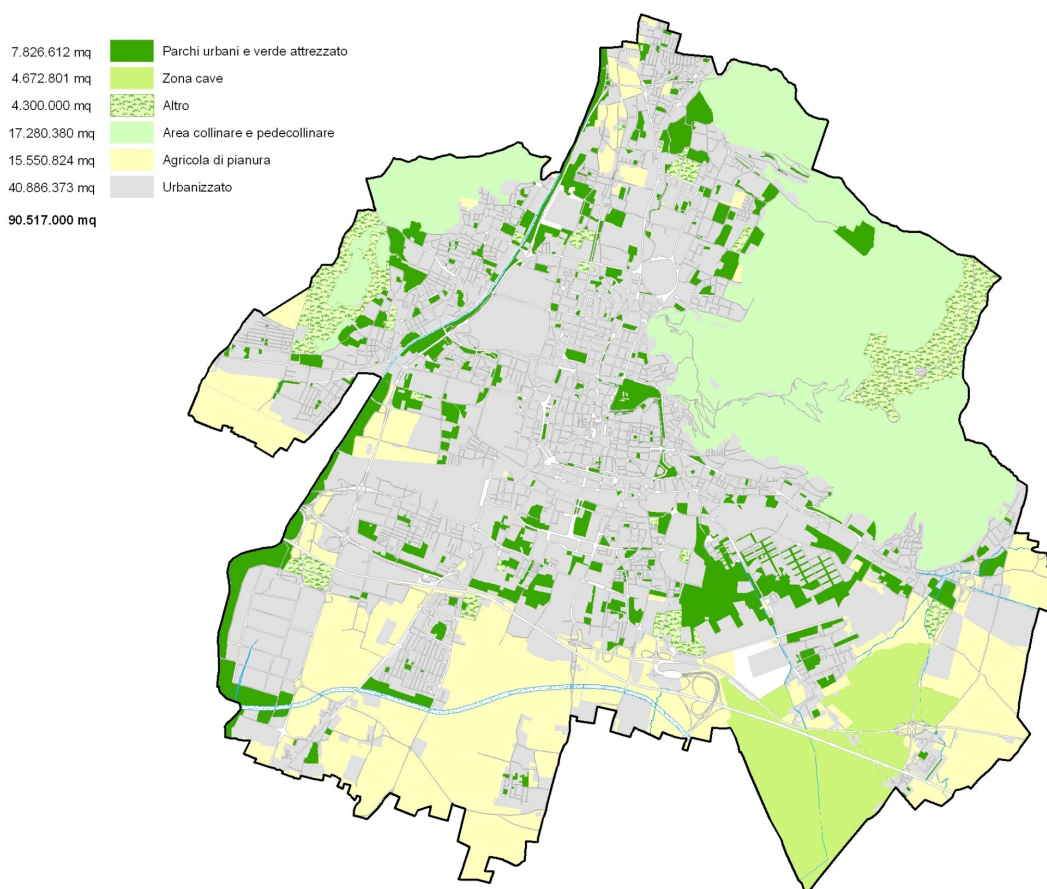 7.826.612 mq Parchi urbani e verde attrezzato
4.672.801 mq Zona cave
4.300.000 mq Altro
17.280.380 mq Area collinare e pedecollinare
15.550.824 mq Agricola di pianura
40.886.373 mq Urbanizzato
90.517.000 mq